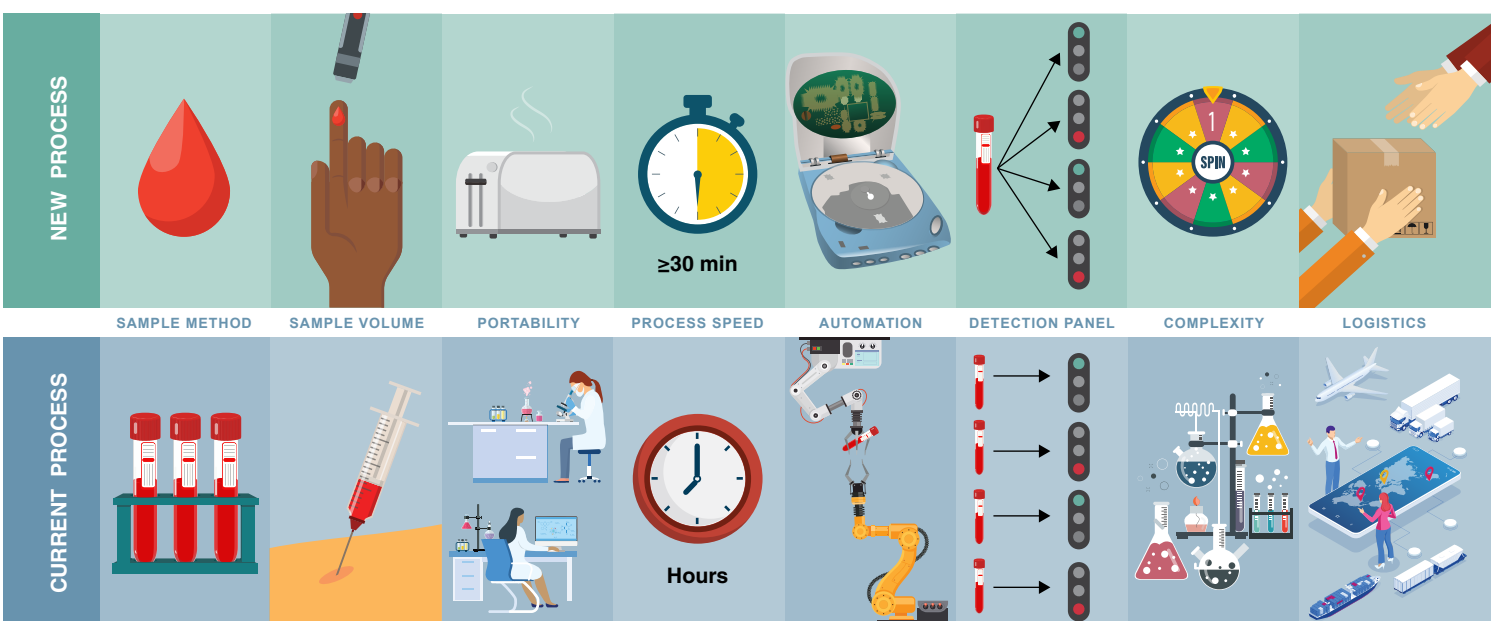 NEW PROCESS
≥30 min
1
SPIN
SAMPLE METHOD
SAMPLE VOLUME
PORTABILITY
PROCESS SPEED
AUTOMATION
DETECTION PANEL
COMPLEXITY
LOGISTICS
CURRENT PROCESS
Hours